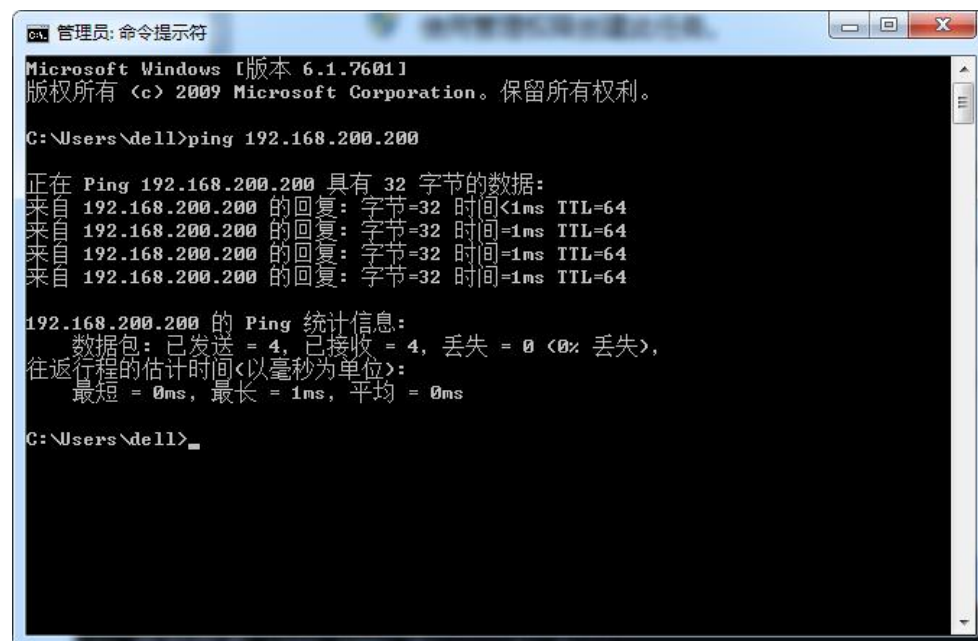 管理员: 命令提示符
Microsoft Windows [版本 6.1.7601]
版权所有 (c) 2009 Microsoft Corporation。保留所有权利。
C:\Users\dell>ping 192.168.200.200
正在 Ping 192.168.200.200 具有 32 字节的数据:
来自 192.168.200.200 的回复: 字节=32 时间<1ms TTL=64
来自 192.168.200.200 的回复: 字节=32 时间=1ms TTL=64
来自 192.168.200.200 的回复: 字节=32 时间=1ms TTL=64
来自 192.168.200.200 的回复: 字节=32 时间=1ms TTL=64
192.168.200.200 的 Ping 统计信息:
数据包: 已发送 = 4，已接收 = 4，丢失 = 0 (0% 丢失)，
往返行程的估计时间(以毫秒为单位):
最短 = 0ms，最长 = 1ms，平均 = 0ms
C:\Users\dell>_